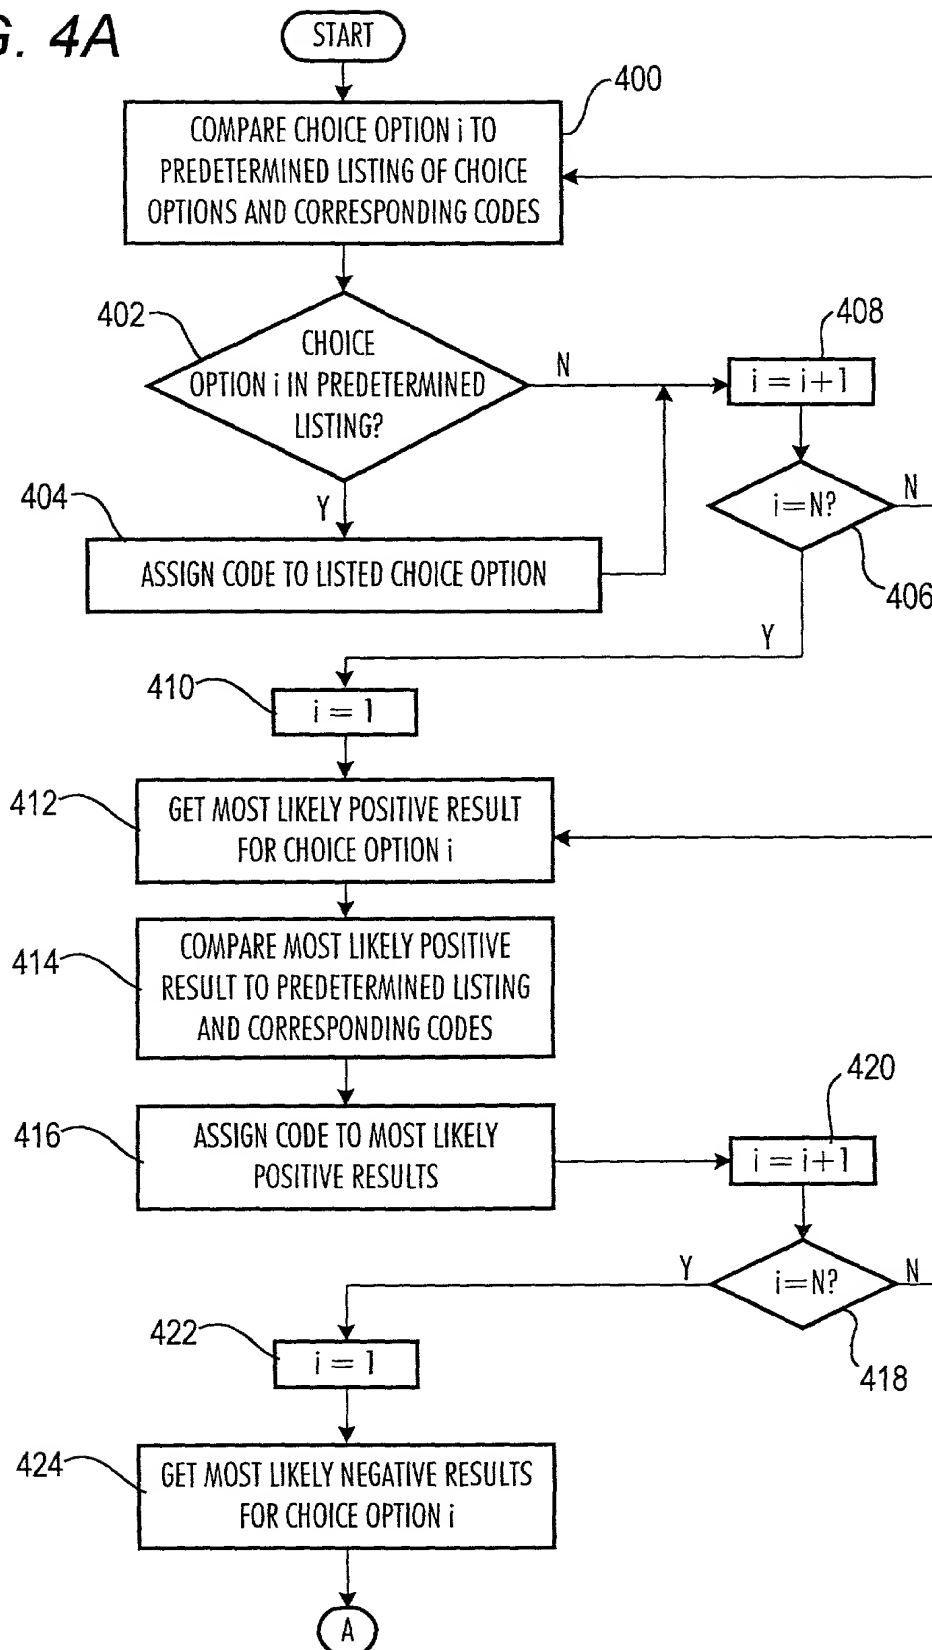 G. 4A
START
400
COMPARE CHOICE OPTION i TO
PREDETERMINED LISTING OF CHOICE
OPTIONS AND CORRESPONDING CODES
402
CHOICE
OPTION i IN PREDETERMINED
LISTING?
N
408
i = i+1
404
Y
ASSIGN CODE TO LISTED CHOICE OPTION
i=N?
N
406
Y
410
i = 1
412
GET MOST LIKELY POSITIVE RESULT
FOR CHOICE OPTION i
414
COMPARE MOST LIKELY POSITIVE
RESULT TO PREDETERMINED LISTING
AND CORRESPONDING CODES
416
ASSIGN CODE TO MOST LIKELY
POSITIVE RESULTS
420
i = i+1
Y
i=N?
N
418
422
i = 1
424
GET MOST LIKELY NEGATIVE RESULTS
FOR CHOICE OPTION i
A